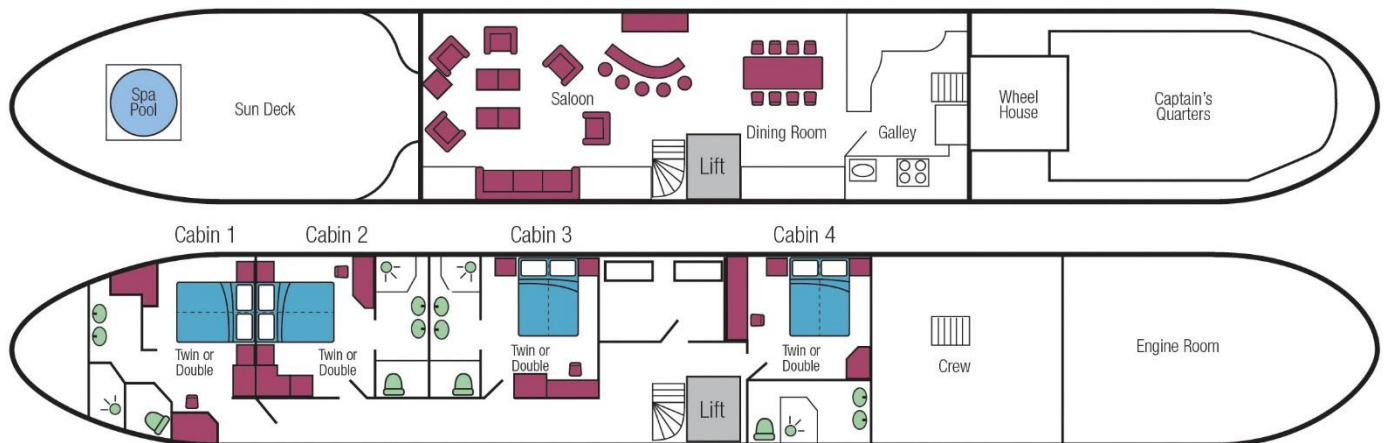 Spa
Pool
Sun Deck
Saloon
Lift
Dining Room
Galley
Wheel
House
Captain's
Quarters
Cabin 1
Cabin 2
Cabin 3
Cabin 4
Twin or
Double
Twin or
Double
Twin or
Double
Lift
Twin or
Double
Crew
Engine Room